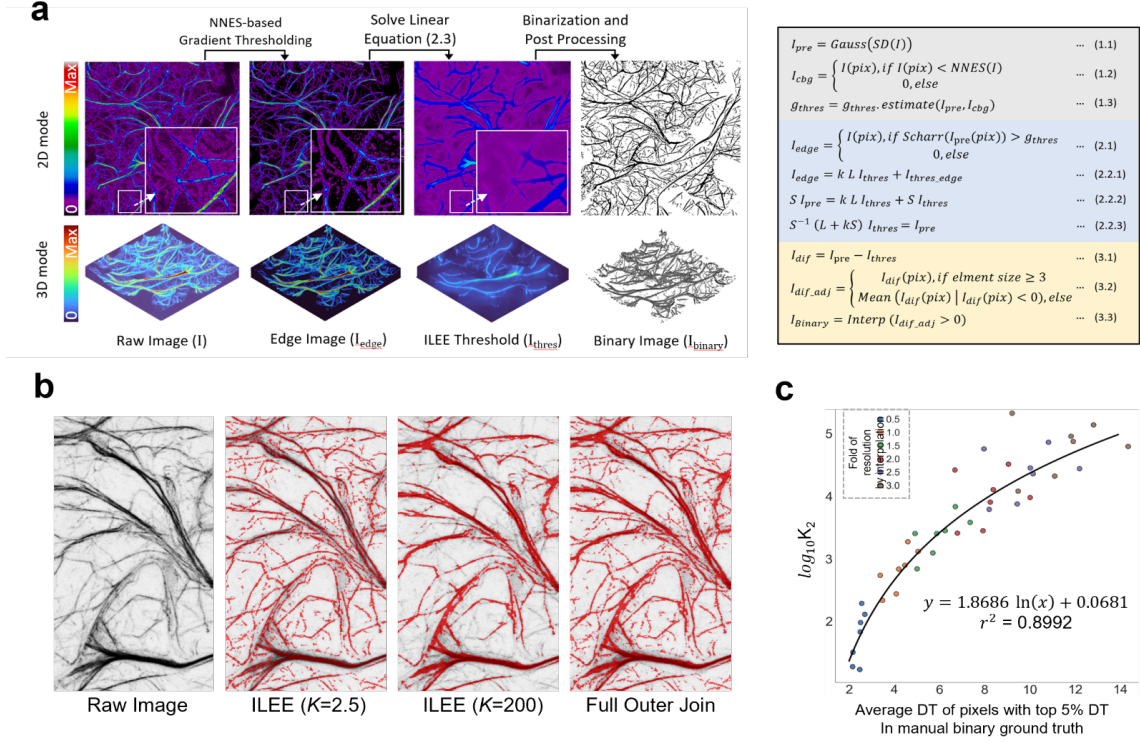 a
NNES-based
Gradient Thresholding
Solve Linear
Equation (2.3)
Binarization and
Post Processing
Max
0
2D mode
Max
0
3D mode
Raw Image (I)
Edge Image (I_edge)
ILEE Threshold (I_thres)
Binary Image (I_binary)
I_pre = Gauss(SD(I)) ... (1.1)
I_cbg = { I(pix), if I(pix) < NNES(I)
0, else ... (1.2)
g_thres = g_thres.estimate(I_pre, I_cbg) ... (1.3)
I_edge = { I(pix), if Scharr(I_pre(pix)) > g_thres
0, else ... (2.1)
I_edge = k L I_thres + I_thres_edge ... (2.2.1)
S I_pre = k L I_thres + S I_thres ... (2.2.2)
S^-1 (L + kS) I_thres = I_pre ... (2.2.3)
I_dif = I_pre − I_thres ... (3.1)
I_dif_adj = { I_dif(pix), if elment size ≥ 3
Mean (I_dif(pix) | I_dif(pix) < 0), else ... (3.2)
I_Binary = Interp (I_dif_adj > 0) ... (3.3)
b
Raw Image
ILEE (K=2.5)
ILEE (K=200)
Full Outer Join
c
Fold of
resolution
by interpolation
0.5
1.0
1.5
2.0
2.5
3.0
log10K2
5
4
3
2
y = 1.8686 ln(x) + 0.0681
r² = 0.8992
2 4 6 8 10 12 14
Average DT of pixels with top 5% DT
In manual binary ground truth